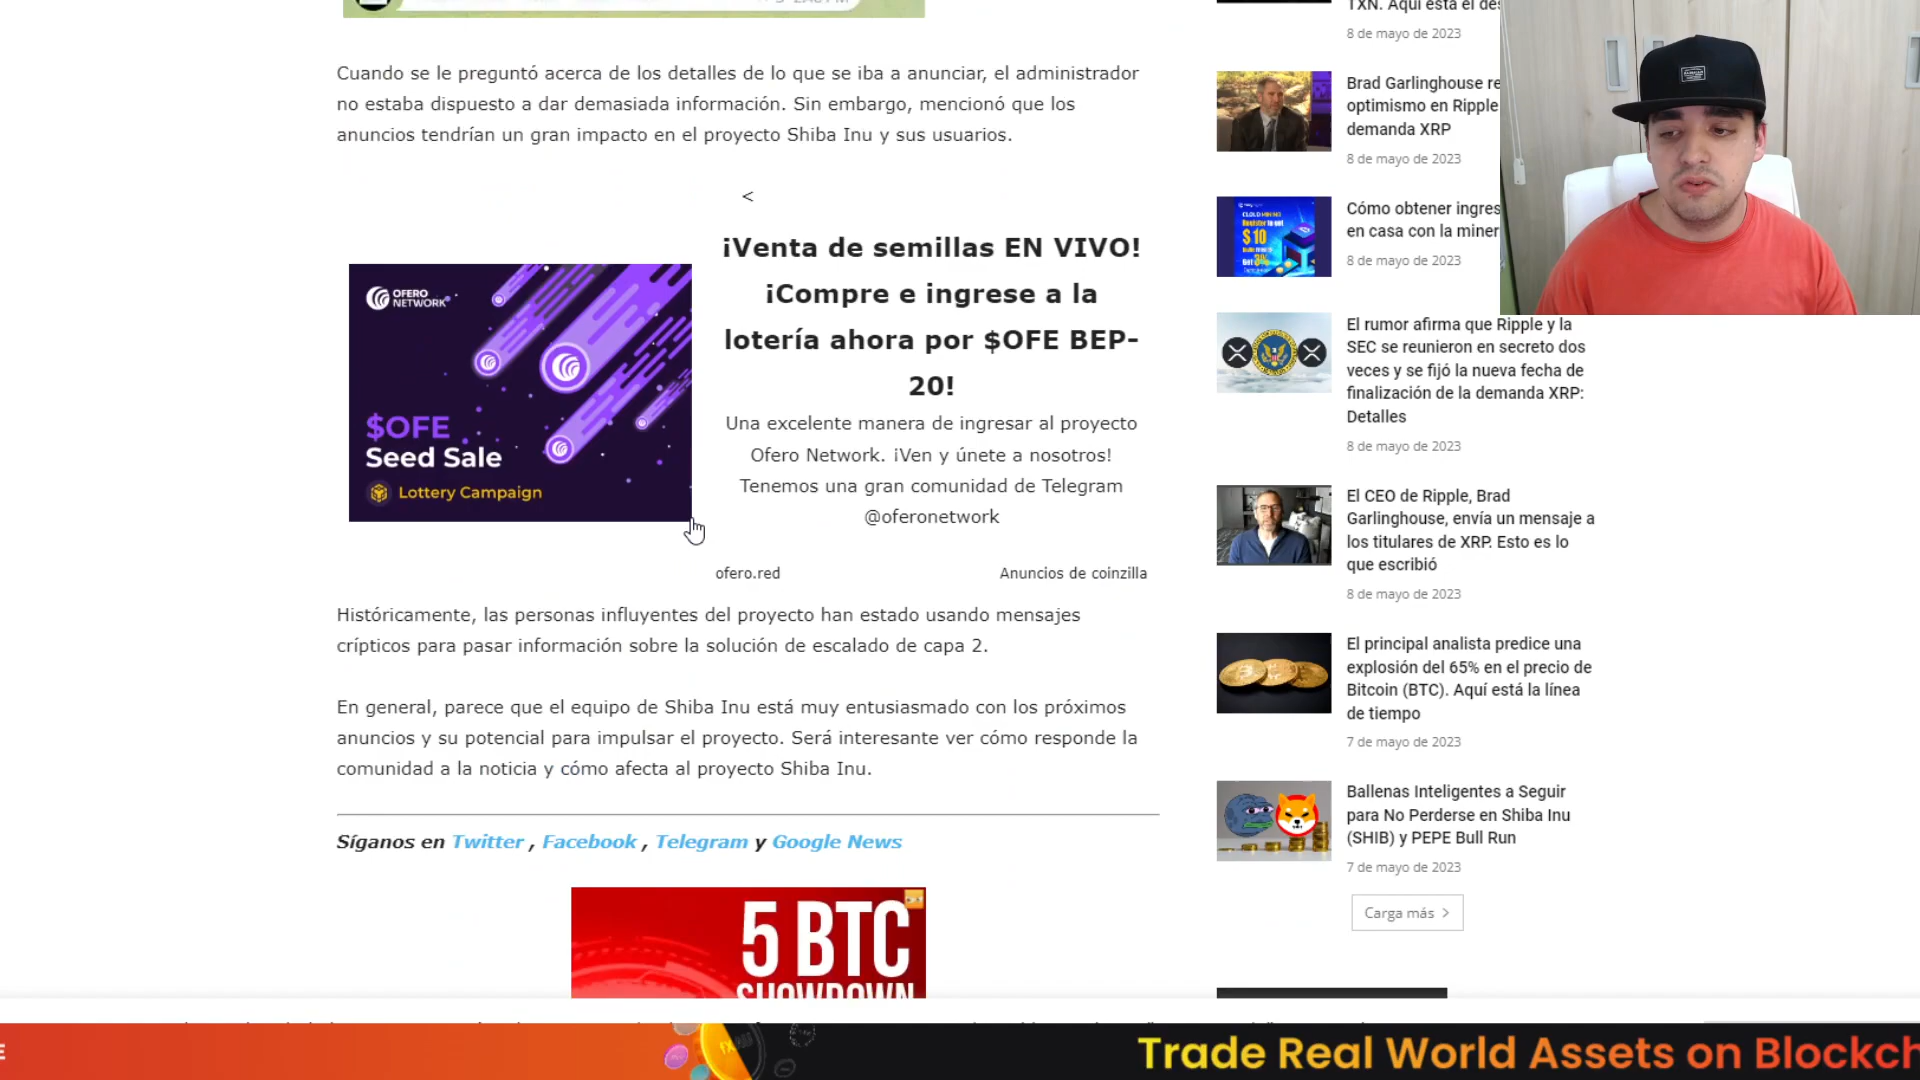 Cuando se le preguntó acerca de los detalles de lo que se iba a anunciar, el administrador
no estaba dispuesto a dar demasiada información. Sin embargo, mencionó que los
anuncios tendrían un gran impacto en el proyecto Shiba Inu y sus usuarios.
<
OFERO
NETWORK
$OFE
Seed Sale
Lottery Campaign
¡Venta de semillas EN VIVO!
¡Compre e ingrese a la
lotería ahora por $OFE BEP-
20!
Una excelente manera de ingresar al proyecto
Ofero Network. ¡Ven y únete a nosotros!
Tenemos una gran comunidad de Telegram
@oferonetwork
ofero.red
Anuncios de coinzilla
Históricamente, las personas influyentes del proyecto han estado usando mensajes
crípticos para pasar información sobre la solución de escalado de capa 2.
En general, parece que el equipo de Shiba Inu está muy entusiasmado con los próximos
anuncios y su potencial para impulsar el proyecto. Será interesante ver cómo responde la
comunidad a la noticia y cómo afecta al proyecto Shiba Inu.
Síganos en Twitter , Facebook , Telegram y Google News
5 BTC
SHOWDOWN
TXN. Aquí está el
8 de mayo de 2023
Brad Garlinghouse
optimismo en Ripple
demanda XRP
8 de mayo de 2023
CLOUD MINING
Register to get
$10
Cómo obtener
en casa con la
8 de mayo de 2023
El rumor afirma que Ripple y la
SEC se reunieron en secreto dos
veces y se fijó la nueva fecha de
finalización de la demanda XRP:
Detalles
8 de mayo de 2023
El CEO de Ripple, Brad
Garlinghouse, envía un mensaje a
los titulares de XRP. Esto es lo
que escribió
8 de mayo de 2023
El principal analista predice una
explosión del 65% en el precio de
Bitcoin (BTC). Aquí está la línea
de tiempo
7 de mayo de 2023
Ballenas Inteligentes a Seguir
para No Perderse en Shiba Inu
(SHIB) y PEPE Bull Run
7 de mayo de 2023
Carga más >
Trade Real World Assets on Blockch